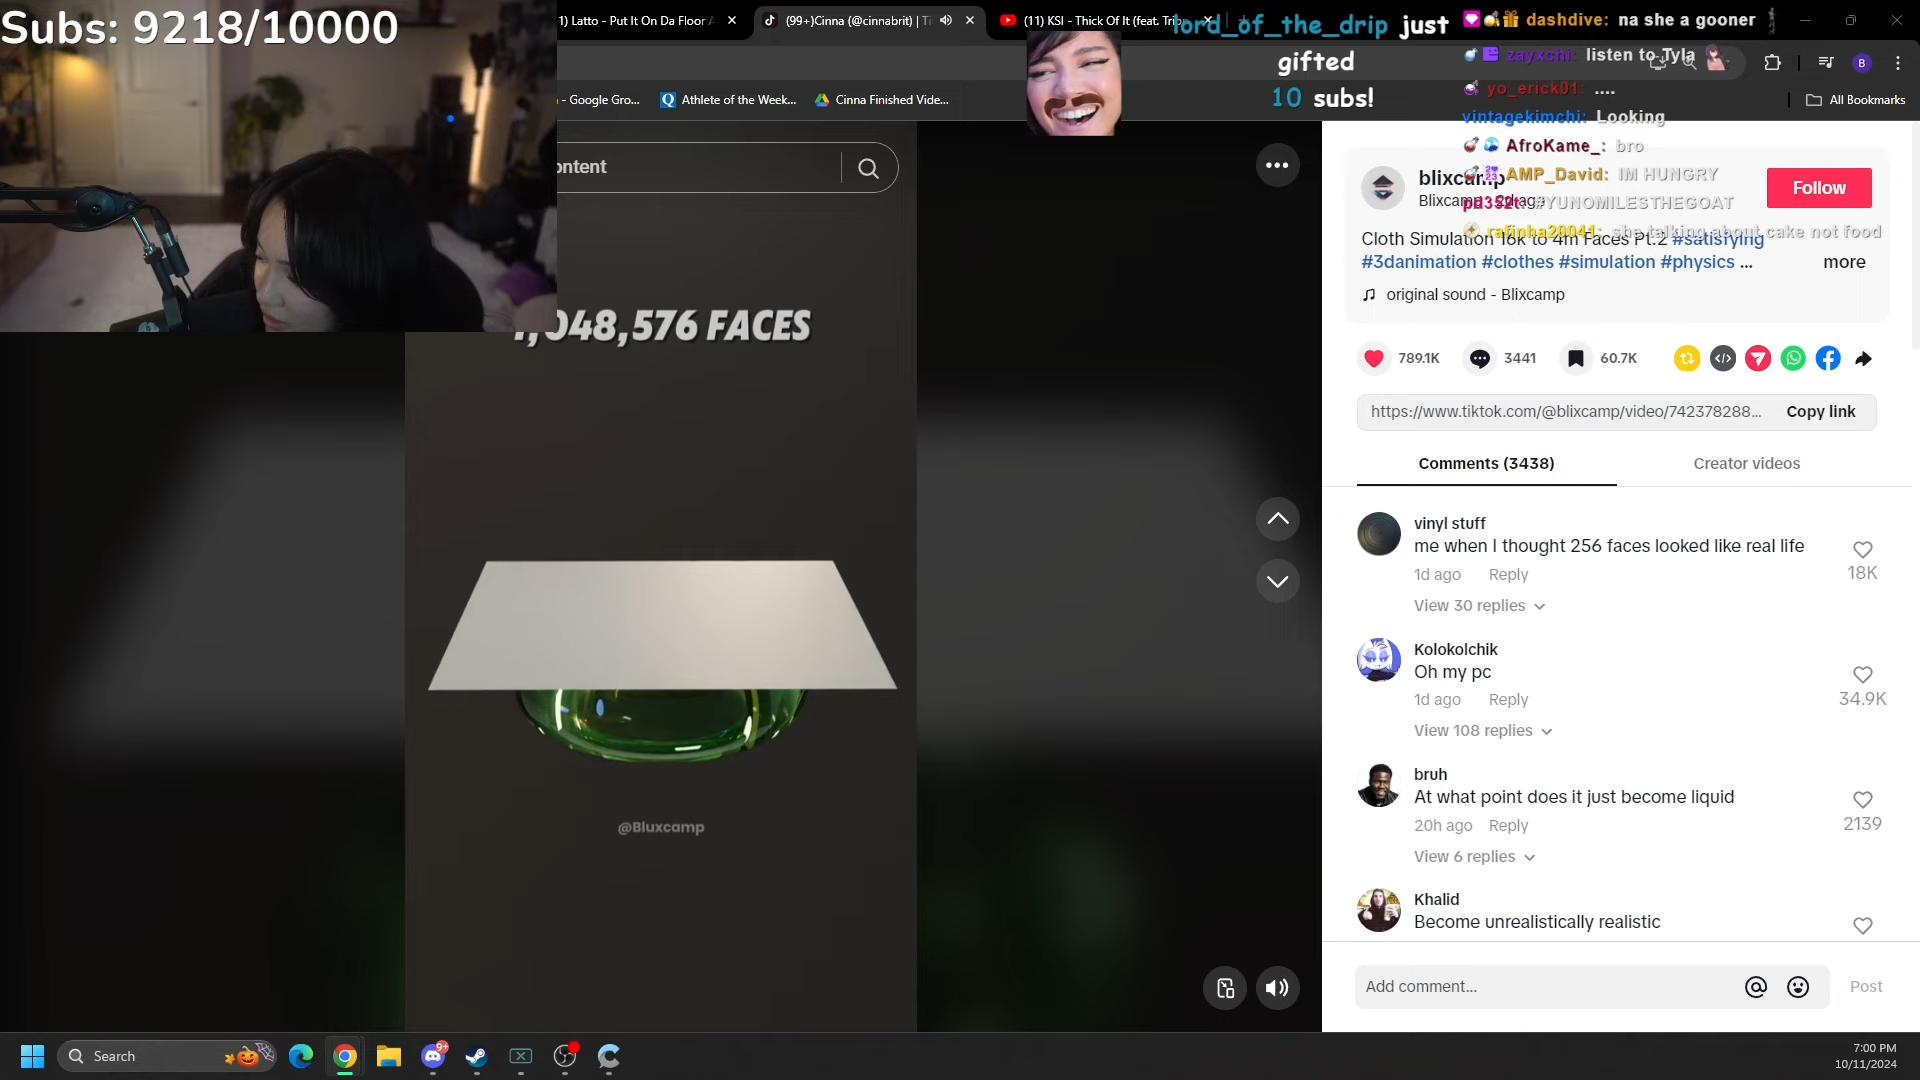 Subs: 9218/10000
1) Latto - Put It On Da Floor A
(99+)Cinna (@cinnabrit) | Ti
(11) KSI - Thick Of It (feat. Trip
lord_of_the_drip just
gifted
10 subs!
dashdive: na she a gooner
zayxchi: listen to Tyla
yo_erick01: ....
vintagekimchi: Looking
AfroKame_: bro
AMP_David: IM HUNGRY
#YUNOMILESTHEGOAT
rafinha20041: she talking about cake not food
- Google Gro...
Athlete of the Week...
Cinna Finished Vide...
All Bookmarks
B
ontent
048,576 FACES
@Bluxcamp
blixcamp
Follow
Cloth Simulation 16k to 4m Faces Pt.2 #satisfying
#3danimation #clothes #simulation #physics ...
more
original sound - Blixcamp
789.1K
3441
60.7K
https://www.tiktok.com/@blixcamp/video/742378288...
Copy link
Comments (3438)
Creator videos
vinyl stuff
me when I thought 256 faces looked like real life
1d ago Reply
18K
View 30 replies
Kolokolchik
Oh my pc
1d ago Reply
34.9K
View 108 replies
bruh
At what point does it just become liquid
20h ago Reply
2139
View 6 replies
Khalid
Become unrealistically realistic
Add comment...
Post
Search
9+
7:00 PM
10/11/2024